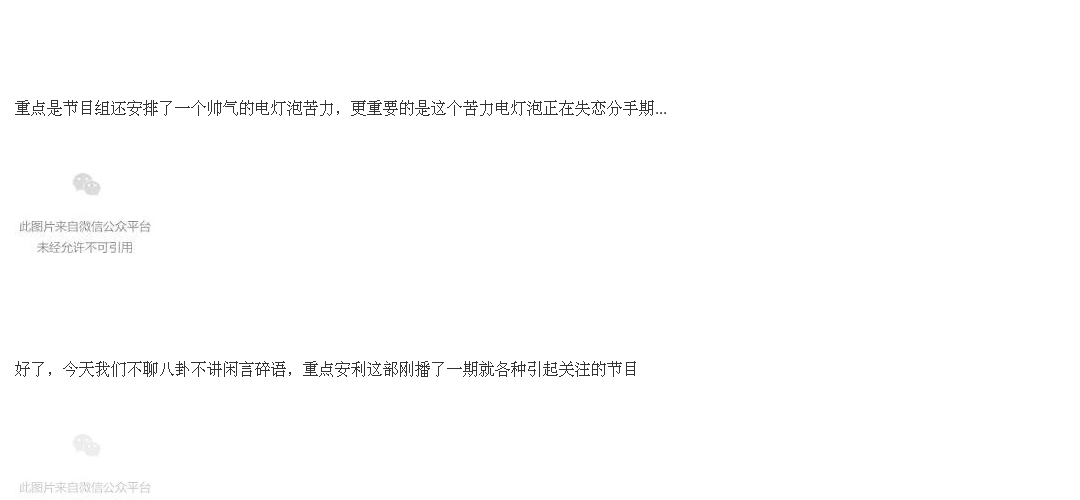 重点是节目组还安排了一个帅气的电灯泡苦力，更重要的是这个苦力电灯泡正在失恋分手期...
此图片来自微信公众平台
未经允许不可引用
好了，今天我们不聊八卦不讲闲言碎语，重点安利这部刚播了一期就各种引起关注的节目
此图片来自微信公众平台